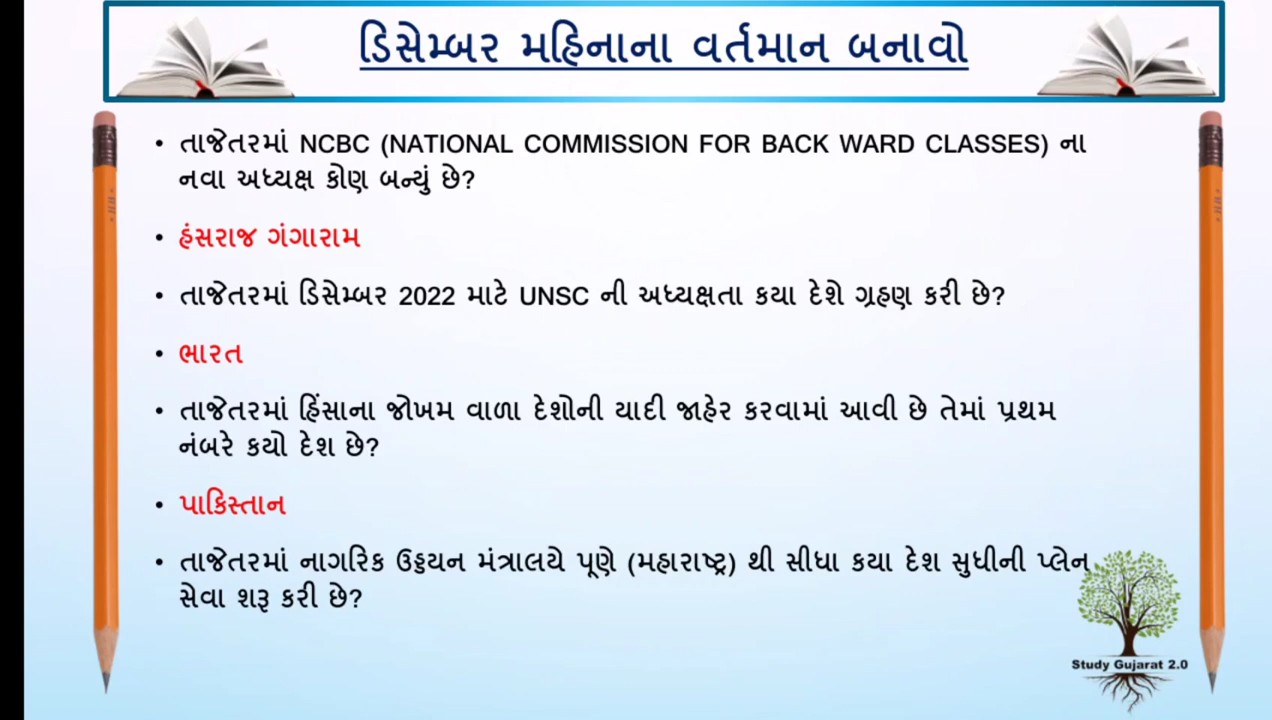 ડિસેમ્બર મહિનાના વર્તમાન બનાવો
• તાજેતરમાં NCBC (NATIONAL COMMISSION FOR BACK WARD CLASSES) ના
નવા અધ્યક્ષ કોણ બન્યું છે?
• હંસરાજ ગંગારામ
• તાજેતરમાં ડિસેમ્બર 2022 માટે UNSC ની અધ્યક્ષતા કયા દેશે ગ્રહણ કરી છે?
• ભારત
• તાજેતરમાં હિંસાના જોખમ વાળા દેશોની યાદી જાહેર કરવામાં આવી છે તેમાં પ્રથમ
નંબરે કયો દેશ છે?
• પાકિસ્તાન
• તાજેતરમાં નાગરિક ઉડ્ડયન મંત્રાલયે પૂણે (મહારાષ્ટ્ર) થી સીધા કયા દેશ સુધીની પ્લેન
સેવા શરૂ કરી છે?
Study Gujarat 2.0